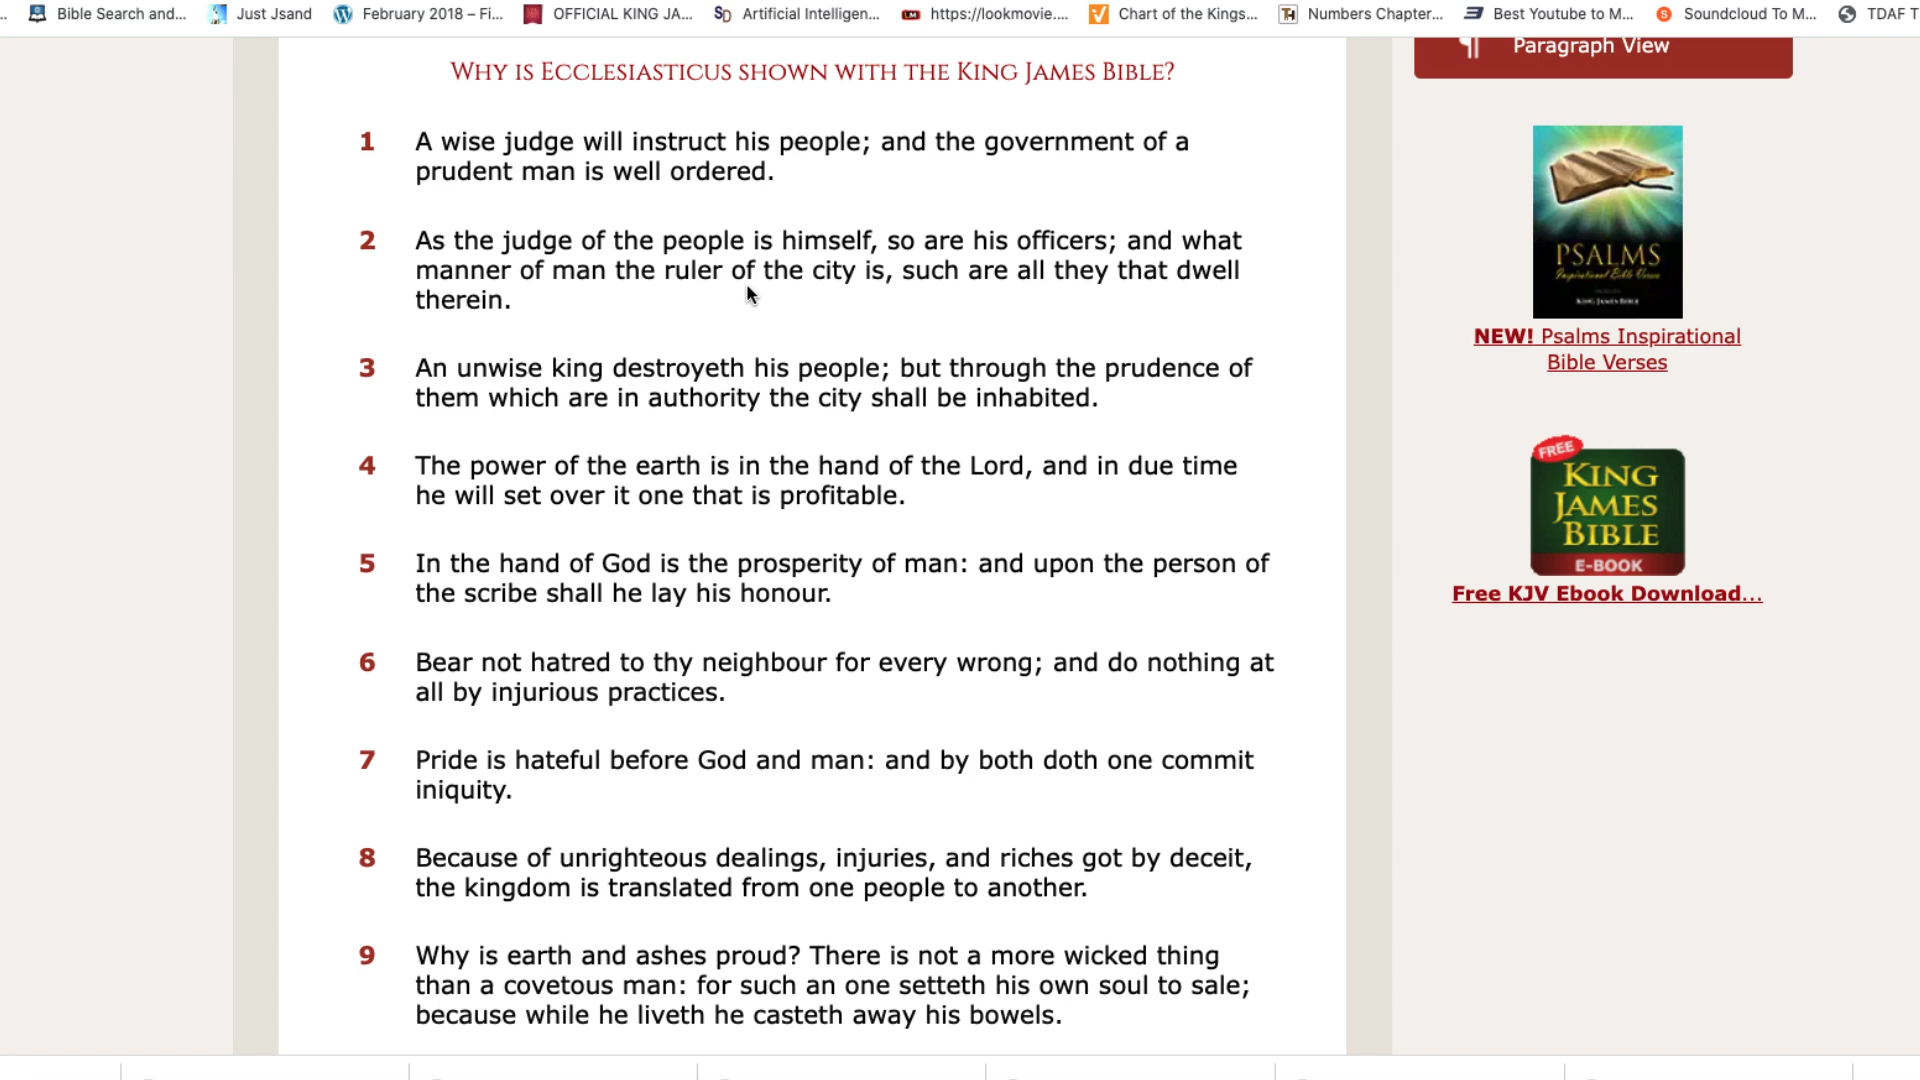 Bible Search and...
Just Jsand
February 2018 – Fi...
OFFICIAL KING JA...
Artificial Intelligen...
https://lookmovie....
Chart of the Kings...
Numbers Chapter...
Best Youtube to M...
Soundcloud To M...
TDAF T
WHY IS ECCLESIASTICUS SHOWN WITH THE KING JAMES BIBLE?
1 A wise judge will instruct his people; and the government of a
prudent man is well ordered.
2 As the judge of the people is himself, so are his officers; and what
manner of man the ruler of the city is, such are all they that dwell
therein.
3 An unwise king destroyeth his people; but through the prudence of
them which are in authority the city shall be inhabited.
4 The power of the earth is in the hand of the Lord, and in due time
he will set over it one that is profitable.
5 In the hand of God is the prosperity of man: and upon the person of
the scribe shall he lay his honour.
6 Bear not hatred to thy neighbour for every wrong; and do nothing at
all by injurious practices.
7 Pride is hateful before God and man: and by both doth one commit
iniquity.
8 Because of unrighteous dealings, injuries, and riches got by deceit,
the kingdom is translated from one people to another.
9 Why is earth and ashes proud? There is not a more wicked thing
than a covetous man: for such an one setteth his own soul to sale;
because while he liveth he casteth away his bowels.
¶ Paragraph View
PSALMS
Inspirational Bible Verses
KING JAMES BIBLE
NEW! Psalms Inspirational
Bible Verses
FREE
KING
JAMES
BIBLE
E-BOOK
Free KJV Ebook Download...